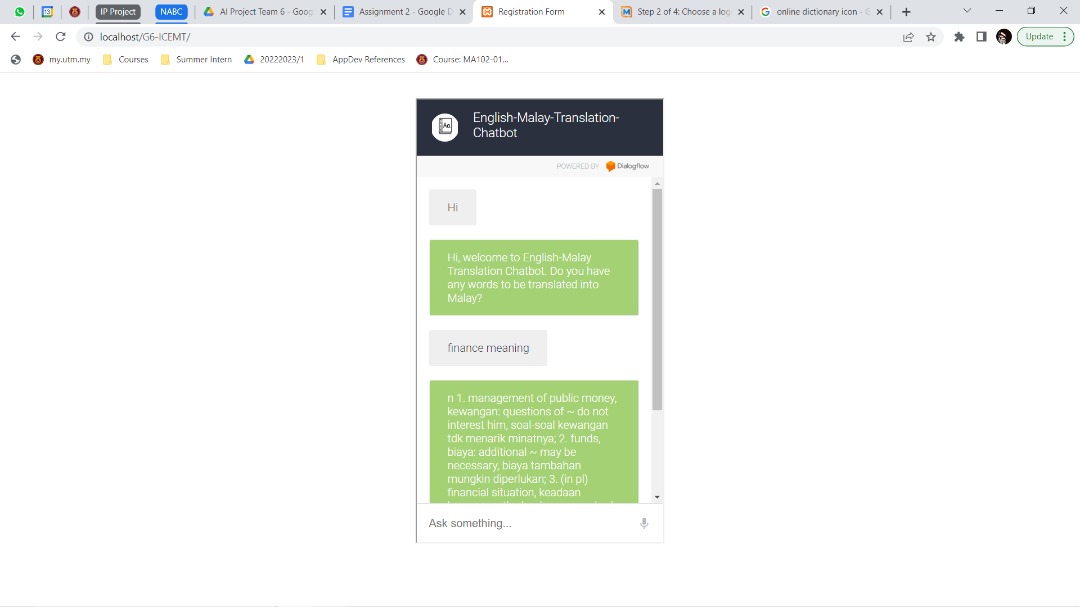 IP Project
NABC
AI Project Team 6 - Goog
Assignment 2 - Google D
Registration Form
Step 2 of 4: Choose a log
online dictionary icon - G
localhost/G6-ICEMT/
Update
my.utm.my
Courses
Summer Intern
20222023/1
AppDev References
Course: MA102-01...
English-Malay-Translation-
Chatbot
POWERED BY Dialogflow
Hi
Hi, welcome to English-Malay
Translation Chatbot. Do you have
any words to be translated into
Malay?
finance meaning
n 1. management of public money,
kewangan: questions of ~ do not
interest him, soal-soal kewangan
tdk menarik minatnya; 2. funds,
biaya: additional ~ may be
necessary, biaya tambahan
mungkin diperlukan; 3. (in pl)
financial situation, keadaan
Ask something...